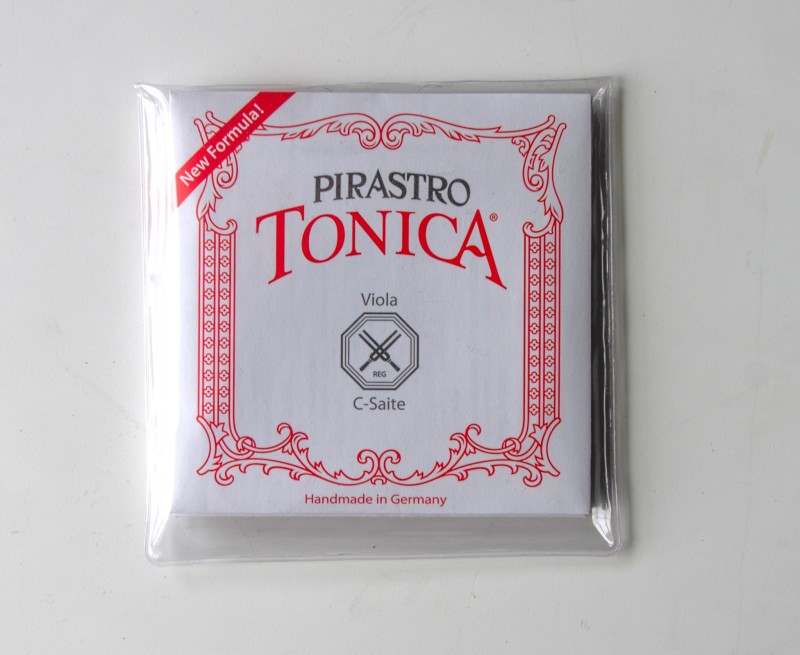 New Formula!
PIRASTRO
TONICA®
Viola
REG
C-Saite
Handmade in Germany